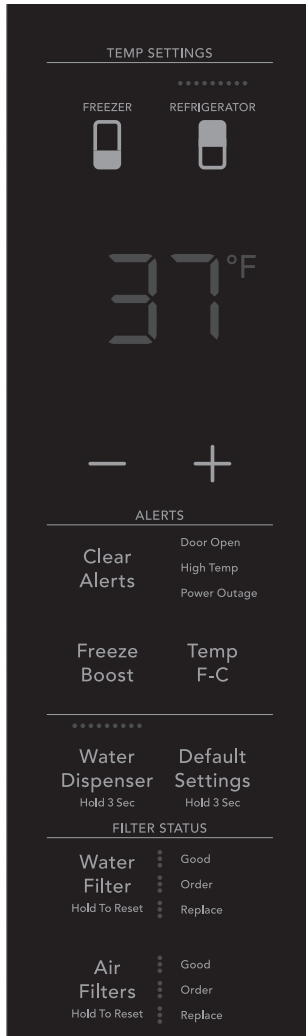 TEMP SETTINGS
FREEZER REFRIGERATOR
37°F
— +
ALERTS
Clear
Alerts
Door Open
High Temp
Power Outage
Freeze
Boost
Temp
F-C
Water
Dispenser
Hold 3 Sec
Default
Settings
Hold 3 Sec
FILTER STATUS
Water
Filter
Hold To Reset
Good
Order
Replace
Air
Filters
Hold To Reset
Good
Order
Replace